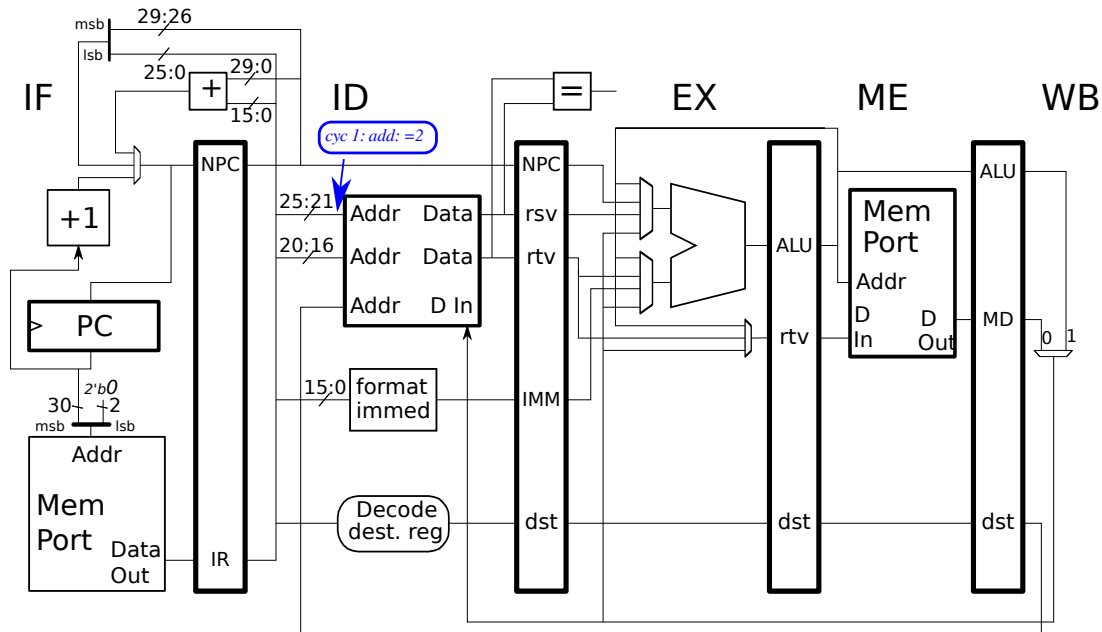 29:26
msb
lsb
25:0
29:0
+
15:0
=
IF
ID
EX
ME
WB
cyc 1: add: =2
NPC
NPC
+1
25:21
Addr
Data
rsv
20:16
Addr
Data
rtv
Addr
D In
ALU
Mem
Port
Addr
D
In
D
Out
ALU
MD
0
1
PC
rtv
2'b0
30
2
msb
lsb
15:0
format
immed
IMM
Addr
Mem
Port
Data
Out
IR
Decode
dest. reg
dst
dst
dst